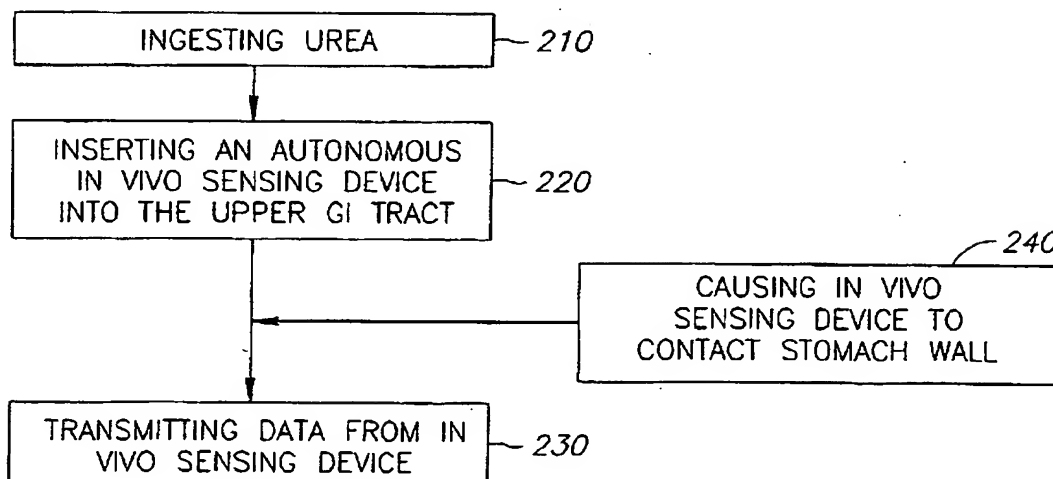 INGESTING UREA
210
INSERTING AN AUTONOMOUS
IN VIVO SENSING DEVICE
INTO THE UPPER GI TRACT
220
240
CAUSING IN VIVO
SENSING DEVICE TO
CONTACT STOMACH WALL
TRANSMITTING DATA FROM IN
VIVO SENSING DEVICE
230